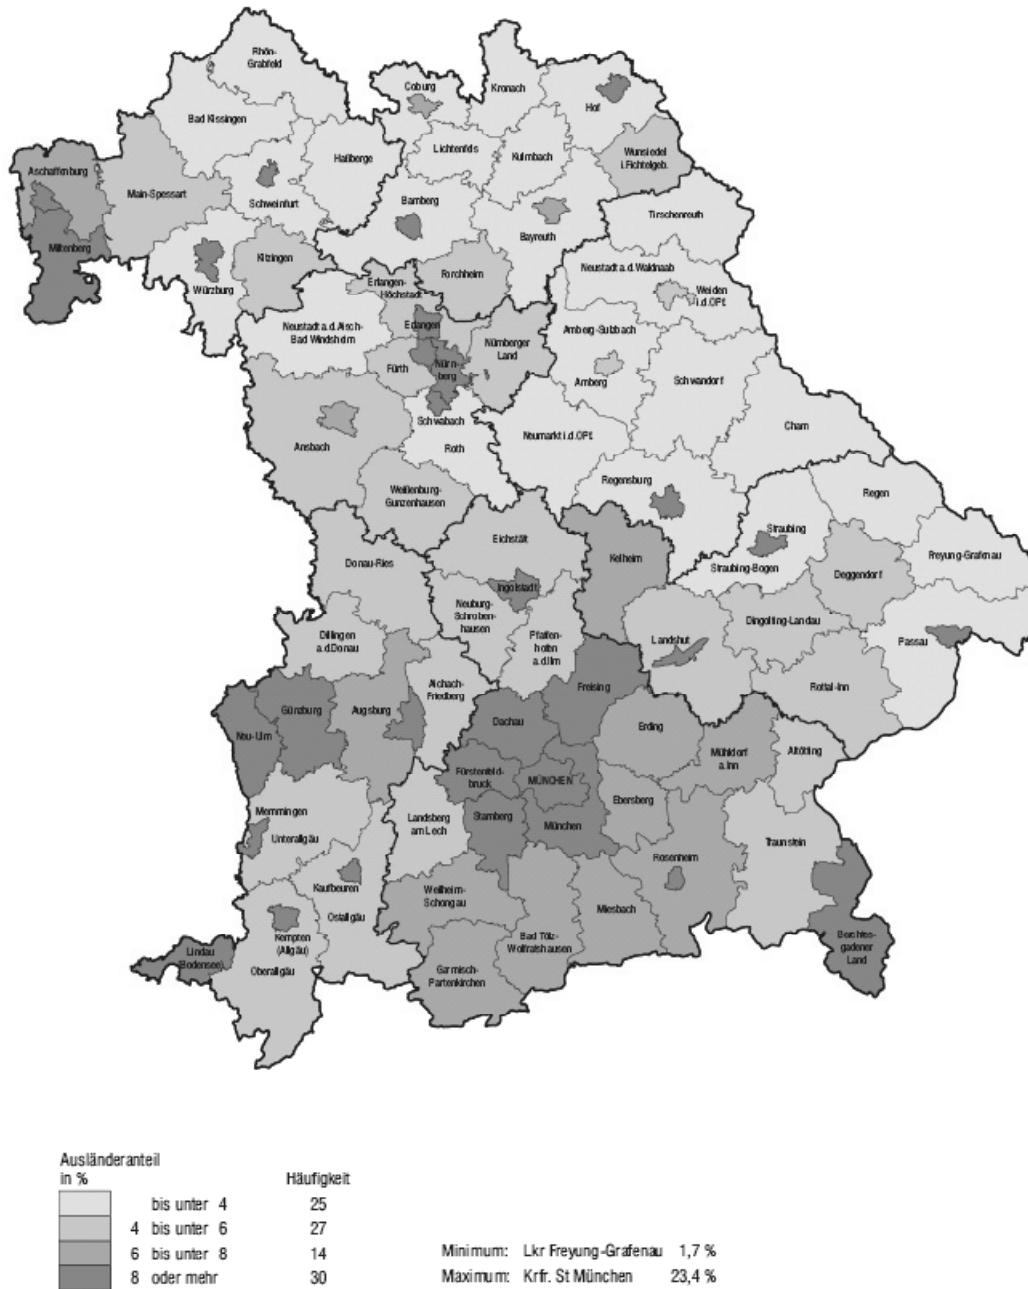 Rhön-
Grabfeld
Coburg
Kronach
Hof
Bad Kissingen
Haßberge
Lichtenfels
Kulmbach
Wunsiedel
i.Fichtelgeb.
Aschaffenburg
Main-Spessart
Schweinfurt
Bamberg
Bayreuth
Tirschenreuth
Miltenberg
Würzburg
Kitzingen
Erlangen-
Höchstadt
Forchheim
Neustadt a.d. Waldnaab
Weiden
i.d.OPf.
Neustadt a.d.Aisch-
Bad Windsheim
Erlangen
Fürth
Nürn-
berg
Nürnberger
Land
Amberg-Sulzbach
Amberg
Schwandorf
Cham
Ansbach
Schwabach
Roth
Neumarkt i.d.OPf.
Regensburg
Weißenburg-
Gunzenhausen
Regen
Straubing
Straubing-Bogen
Freyung-Grafenau
Deggendorf
Eichstätt
Kelheim
Donau-Ries
Ingolstadt
Neuburg-
Schroben-
hausen
Pfaffen-
hofen
a.d.Ilm
Landshut
Dingolfing-Landau
Passau
Rottal-Inn
Dillingen
a.d.Donau
Aichach-
Friedberg
Freising
Neu-Ulm
Günzburg
Augsburg
Dachau
Erding
Mühldorf
a.Inn
Altötting
Fürstenfeld-
bruck
MÜNCHEN
München
Ebersberg
Starnberg
Landsberg
am Lech
Memmingen
Unterallgäu
Traunstein
Rosenheim
Kaufbeuren
Ostallgäu
Weilheim-
Schongau
Miesbach
Bad Tölz-
Wolfratshausen
Berchtes-
gadener
Land
Lindau
(Bodensee)
Kempten
(Allgäu)
Oberallgäu
Garmisch-
Partenkirchen
Ausländeranteil
in % Häufigkeit
bis unter 4 25
4 bis unter 6 27
6 bis unter 8 14
8 oder mehr 30
Minimum: Lkr Freyung-Grafenau 1,7 %
Maximum: Krfr. St München 23,4 %